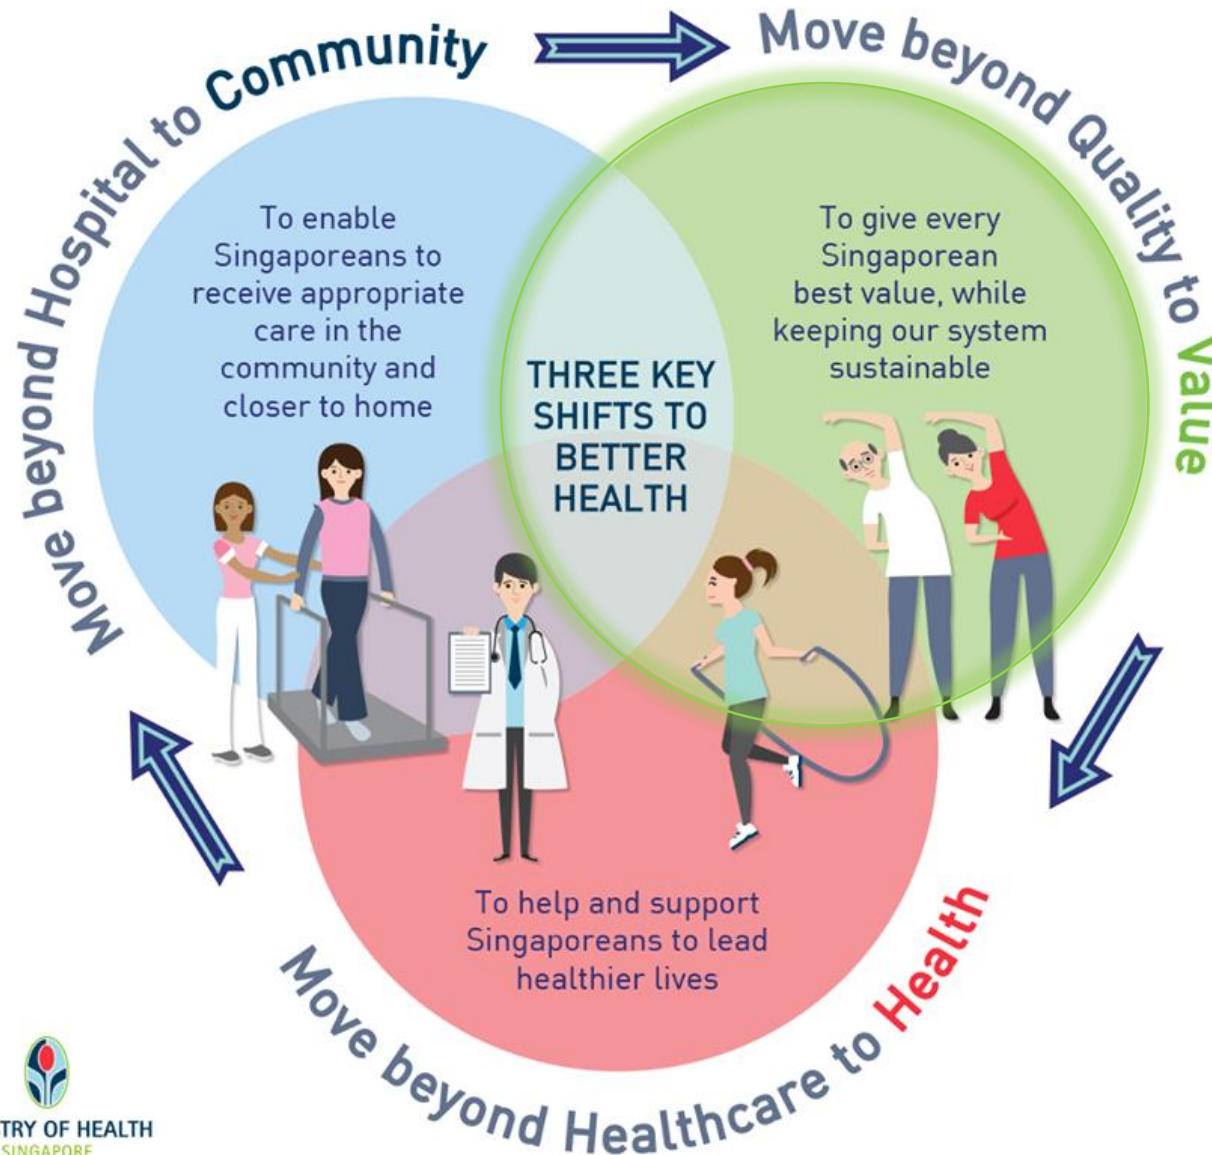 Move beyond Hospital to Community
Move beyond Quality to Value
To enable
Singaporeans to
receive appropriate
care in the
community and
closer to home
To give every
Singaporean
best value, while
keeping our system
sustainable
THREE KEY
SHIFTS TO
BETTER
HEALTH
To help and support
Singaporeans to lead
healthier lives
Move beyond Healthcare to Health
TRY OF HEALTH
SINGAPORE